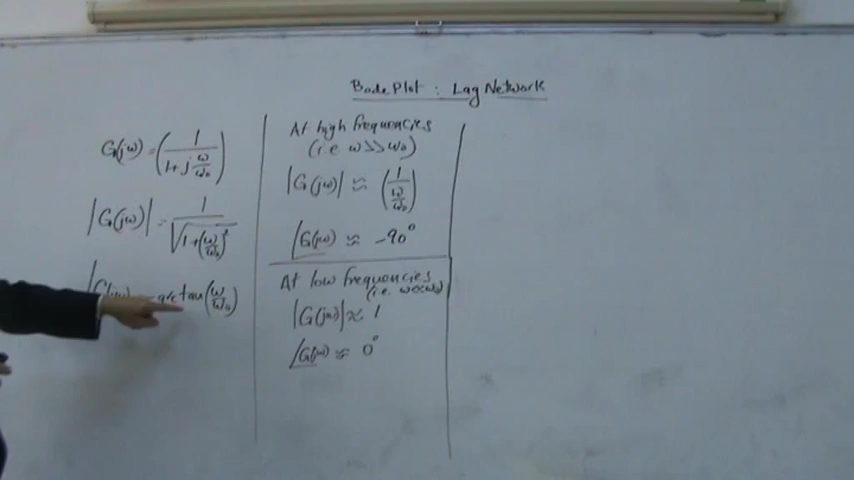 Bode Plot : Lag Network
G(jω) = (1 / (1 + j ω/ω₀))
|G(jω)| = 1 / √(1+(ω/ω₀)²)
arctan(ω/ω₀)
At high frequencies
(i.e ω>>ω₀)
|G(jω)| ≈ (1 / (ω/ω₀))
∠G(jω) ≈ -90°
At low frequencies
(i.e. ω<<ω₀)
|G(jω)| ≈ 1
∠G(jω) ≈ 0°